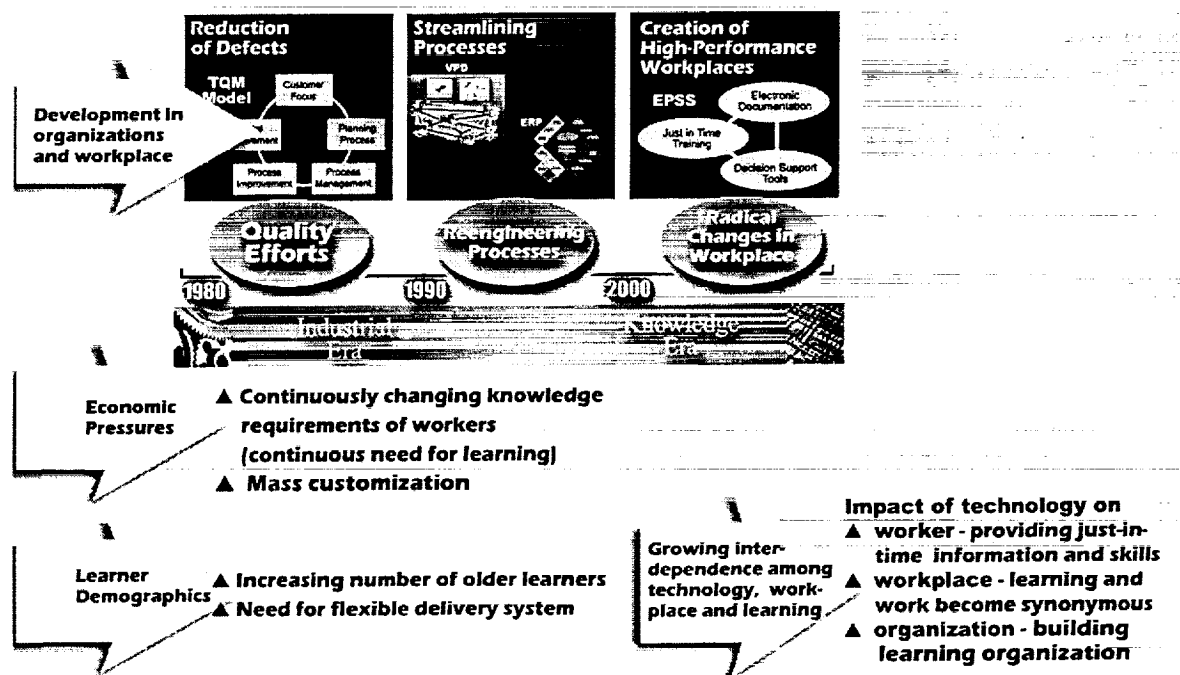 Reduction
of Defects
TQM
Model
Customer
Focus
Planning
Process
Process
Management
Process
Improvement
Streamlining
Processes
VPD
ERP
Creation of
High-Performance
Workplaces
EPSS
Electronic
Documentation
Just in Time
Training
Decision Support
Tools
Development in
organizations
and workplace
Quality
Efforts
Reengineering
Processes
Radical
Changes in
Workplace
1980
1990
2000
Industrial
Era
Knowledge
Era
Economic
Pressures
▲ Continuously changing knowledge
requirements of workers
(continuous need for learning)
▲ Mass customization
Learner
Demographics
▲ Increasing number of older learners
▲ Need for flexible delivery system
Growing inter-
dependence among
technology, work-
place and learning
Impact of technology on
▲ worker - providing just-in-
time information and skills
▲ workplace - learning and
work become synonymous
▲ organization - building
learning organization